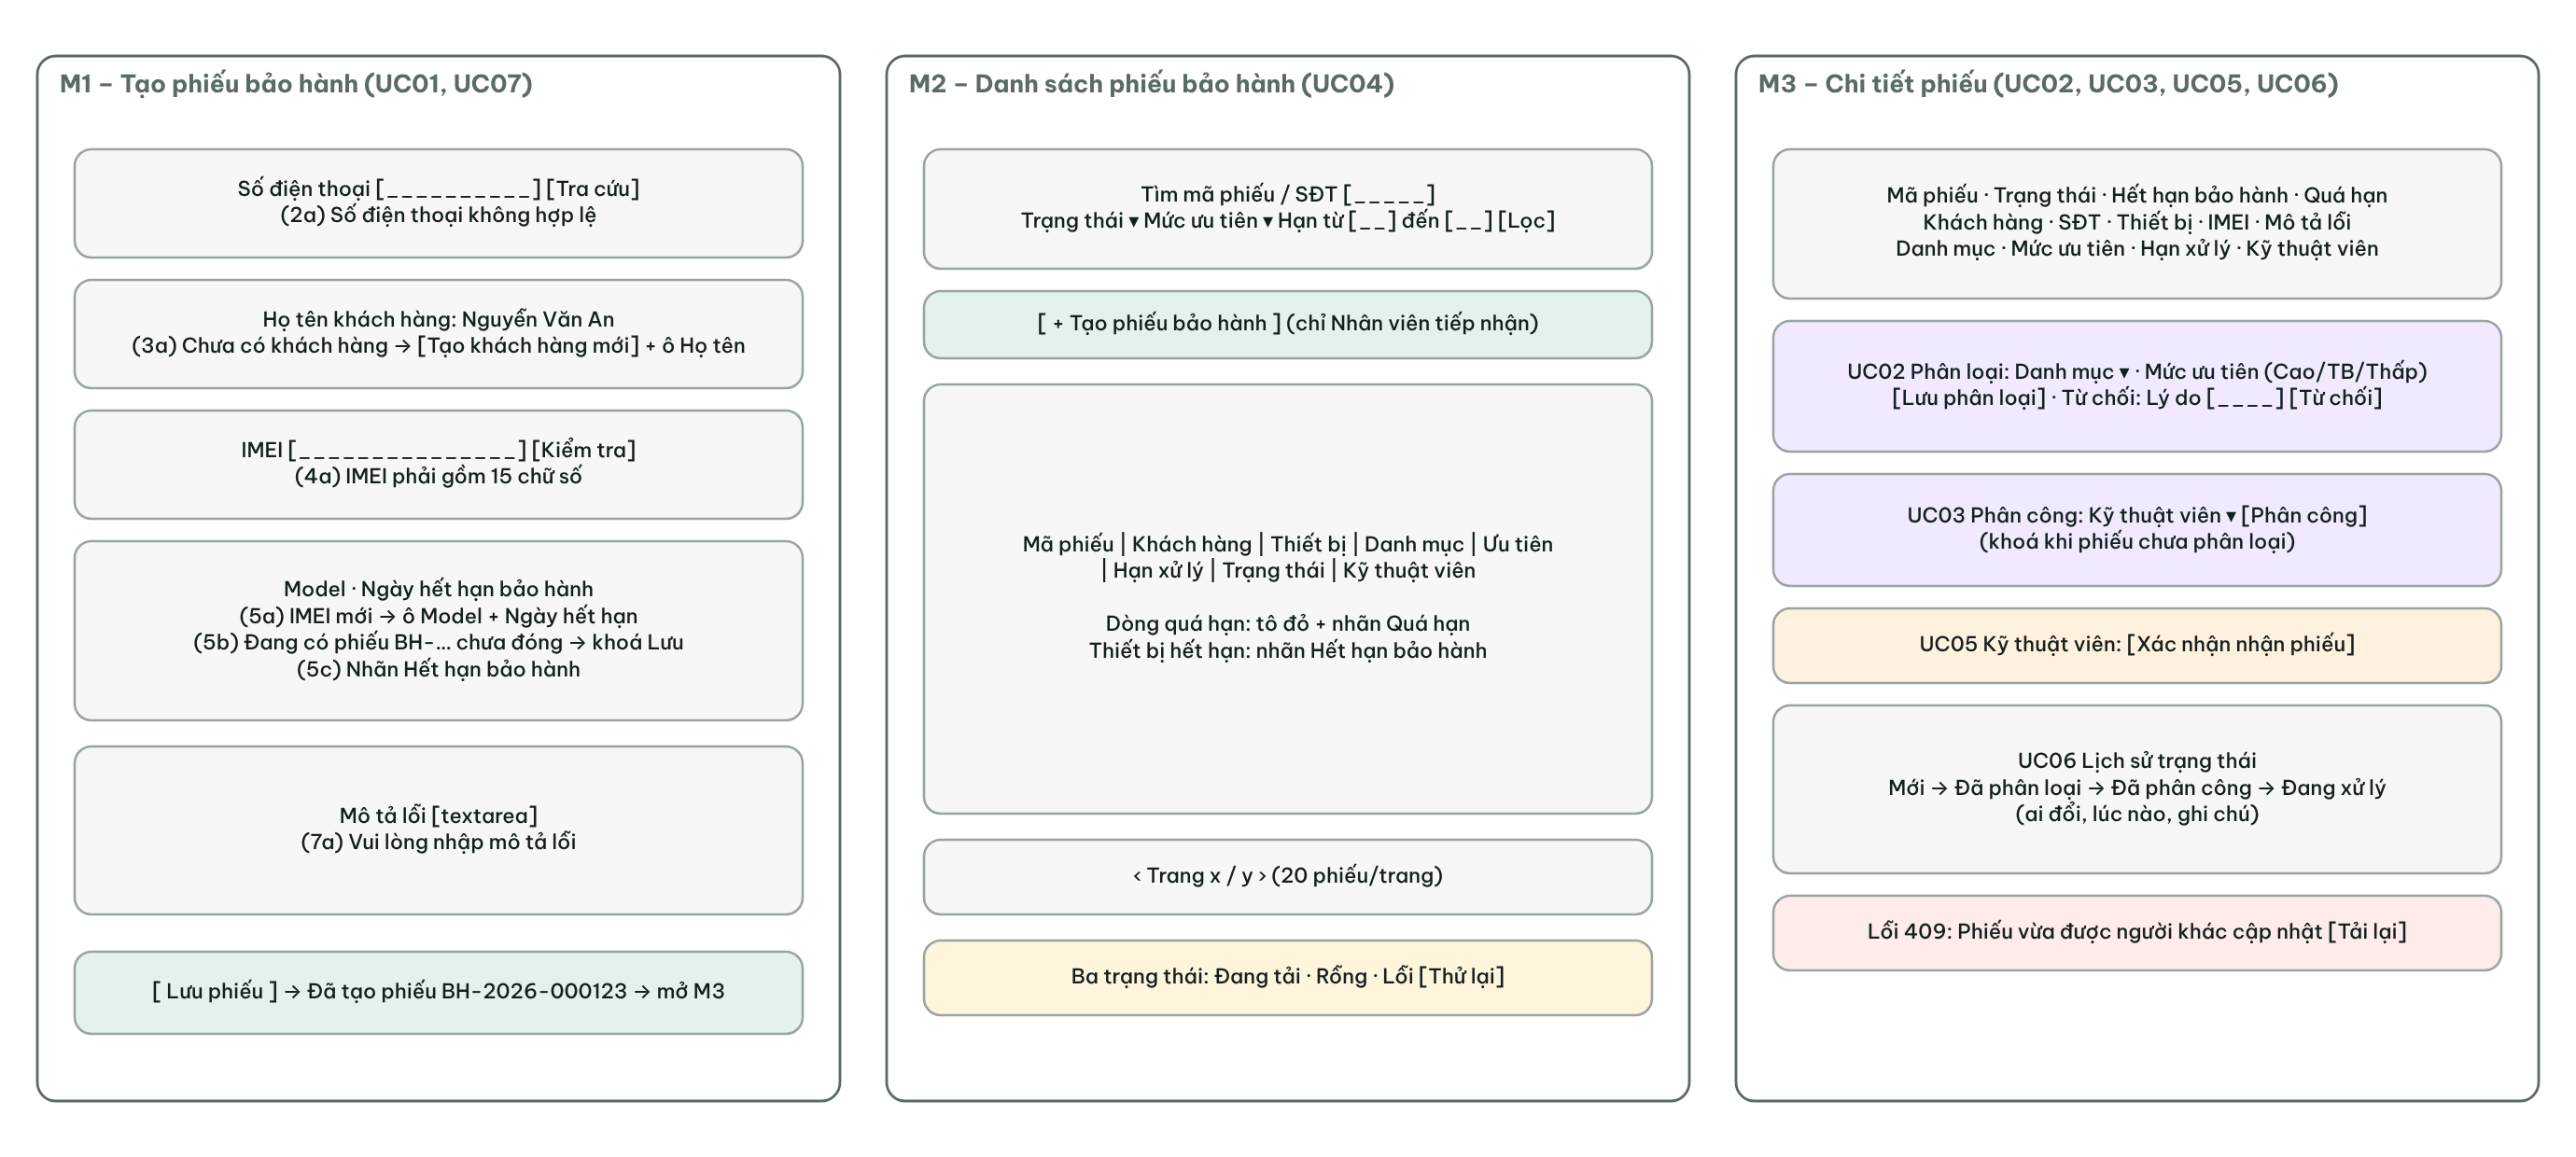 M1 – Tạo phiếu bảo hành (UC01, UC07)
Số điện thoại [__________] [Tra cứu]
(2a) Số điện thoại không hợp lệ
Họ tên khách hàng: Nguyễn Văn An
(3a) Chưa có khách hàng → [Tạo khách hàng mới] + ô Họ tên
IMEI [_______________] [Kiểm tra]
(4a) IMEI phải gồm 15 chữ số
Model · Ngày hết hạn bảo hành
(5a) IMEI mới → ô Model + Ngày hết hạn
(5b) Đang có phiếu BH-... chưa đóng → khoá Lưu
(5c) Nhãn Hết hạn bảo hành
Mô tả lỗi [textarea]
(7a) Vui lòng nhập mô tả lỗi
[ Lưu phiếu ] → Đã tạo phiếu BH-2026-000123 → mở M3
M2 – Danh sách phiếu bảo hành (UC04)
Tìm mã phiếu / SĐT [_____]
Trạng thái ▾ Mức ưu tiên ▾ Hạn từ [__] đến [__] [Lọc]
[ + Tạo phiếu bảo hành ] (chỉ Nhân viên tiếp nhận)
Mã phiếu | Khách hàng | Thiết bị | Danh mục | Ưu tiên
| Hạn xử lý | Trạng thái | Kỹ thuật viên
Dòng quá hạn: tô đỏ + nhãn Quá hạn
Thiết bị hết hạn: nhãn Hết hạn bảo hành
‹ Trang x / y › (20 phiếu/trang)
Ba trạng thái: Đang tải · Rỗng · Lỗi [Thử lại]
M3 – Chi tiết phiếu (UC02, UC03, UC05, UC06)
Mã phiếu · Trạng thái · Hết hạn bảo hành · Quá hạn
Khách hàng · SĐT · Thiết bị · IMEI · Mô tả lỗi
Danh mục · Mức ưu tiên · Hạn xử lý · Kỹ thuật viên
UC02 Phân loại: Danh mục ▾ · Mức ưu tiên (Cao/TB/Thấp)
[Lưu phân loại] · Từ chối: Lý do [____] [Từ chối]
UC03 Phân công: Kỹ thuật viên ▾ [Phân công]
(khoá khi phiếu chưa phân loại)
UC05 Kỹ thuật viên: [Xác nhận nhận phiếu]
UC06 Lịch sử trạng thái
Mới → Đã phân loại → Đã phân công → Đang xử lý
(ai đổi, lúc nào, ghi chú)
Lỗi 409: Phiếu vừa được người khác cập nhật [Tải lại]